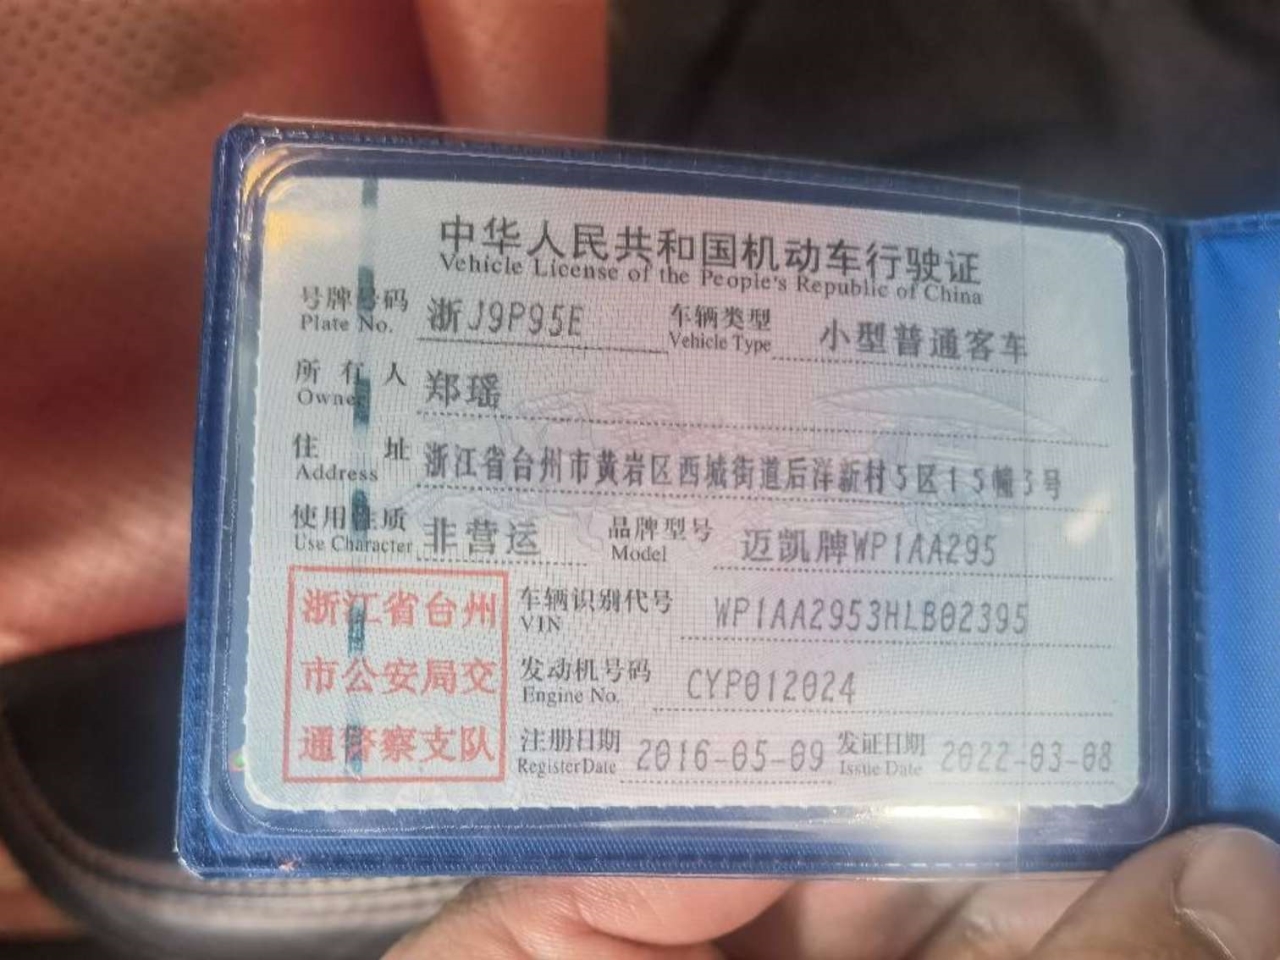 中华人民共和国机动车行驶证
Vehicle License of the People's Republic of China
号牌号码 浙J9P95E 车辆类型 小型普通客车
Plate No. Vehicle Type
所有人 郑瑶
Owner
住址 浙江省台州市黄岩区西城街道后洋新村5区15幢3号
Address
使用性质 非营运 品牌型号 迈凯牌WP1AA295
Use Character Model
浙江省台州 车辆识别代号 WP1AA2953HLB02395
VIN
市公安局交 发动机号码 CYP012024
Engine No.
通警察支队 注册日期 2016-05-09 发证日期 2022-03-08
Register Date Issue Date